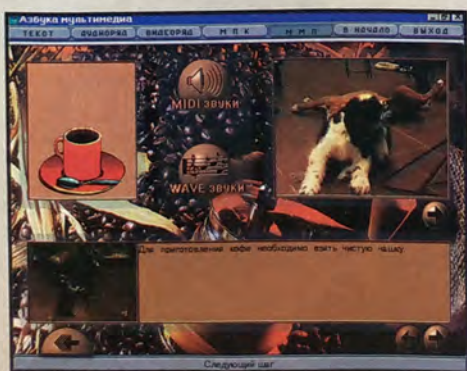 Азбука мультимедиа
ТЕКСТ АУДИОРЯД ВИДЕОРЯД М П К М М П В НАЧАЛО ВЫХОД
MIDI ЗВУКИ
WAVE ЗВУКИ
Для приготовления кофе необходимо взять чистую чашку
Следующий шаг